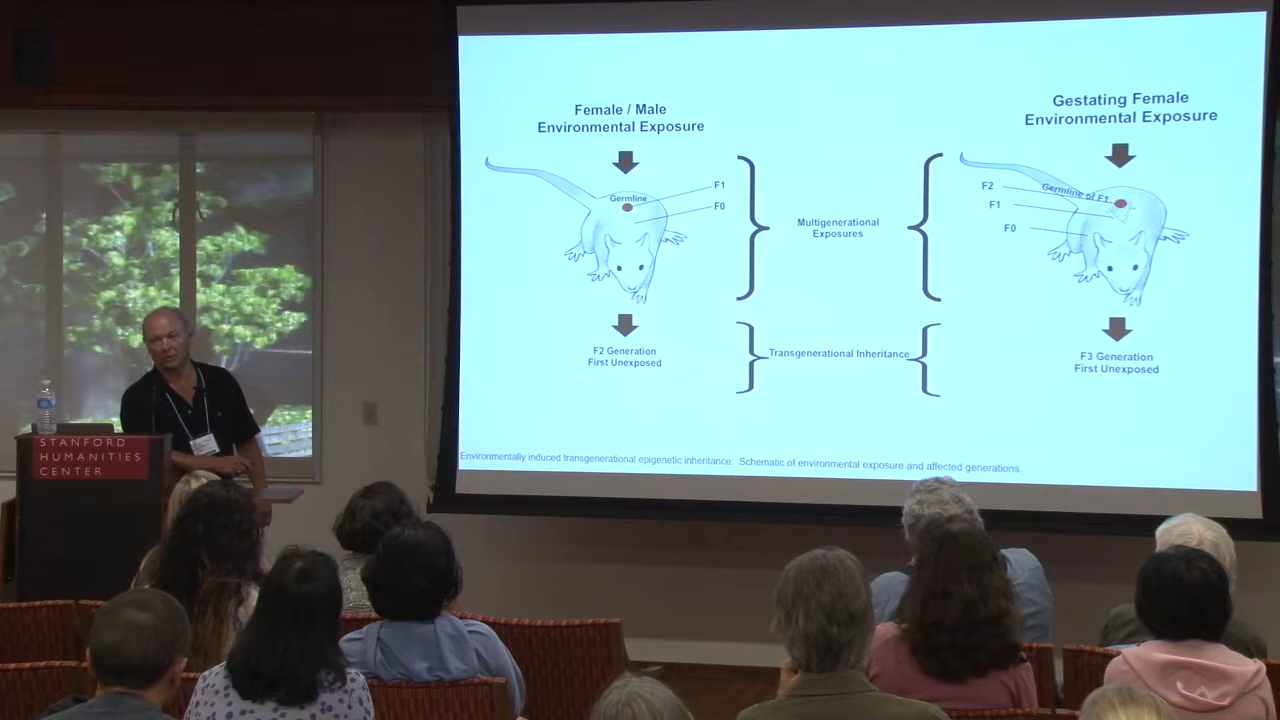 Female / Male
Environmental Exposure
Germline
F1
F0
F2 Generation
First Unexposed
Multigenerational
Exposures
Transgenerational Inheritance
Gestating Female
Environmental Exposure
F2
Germline of F1
F1
F0
F3 Generation
First Unexposed
Environmentally induced transgenerational epigenetic inheritance: Schematic of environmental exposure and affected generations.
STANFORD
HUMANITIES
CENTER